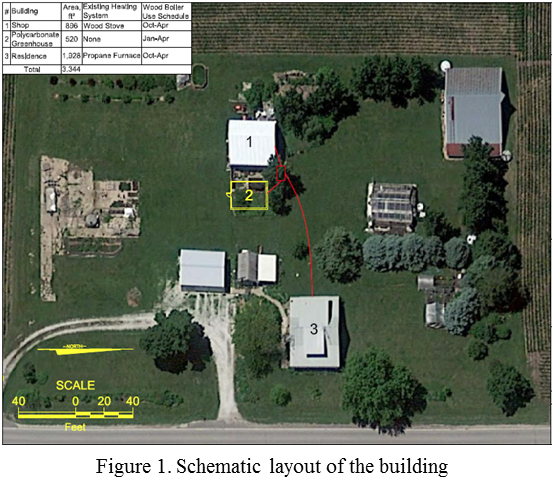 # Building Area, ft² Existing Heating System Wood Boiler Use Schedule
1 Shop 896 Wood Stove Oct-Apr
2 Polycarbonate Greenhouse 520 None Jan-Apr
3 Residence 1,928 Propane Furnace Oct-Apr
Total 3,344
1
2
3
NORTH
SCALE
40 0 20 40
Feet
Figure 1. Schematic layout of the building